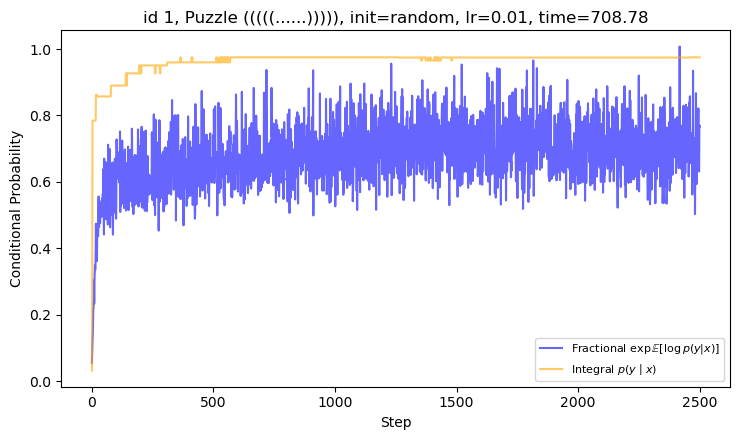 id 1, Puzzle (((((......))))), init=random, lr=0.01, time=708.78
Conditional Probability
1.0
0.8
0.6
0.4
0.2
0.0
Fractional exp𝔼[log p(y|x)]
Integral p(y | x)
0
500
1000
1500
2000
2500
Step